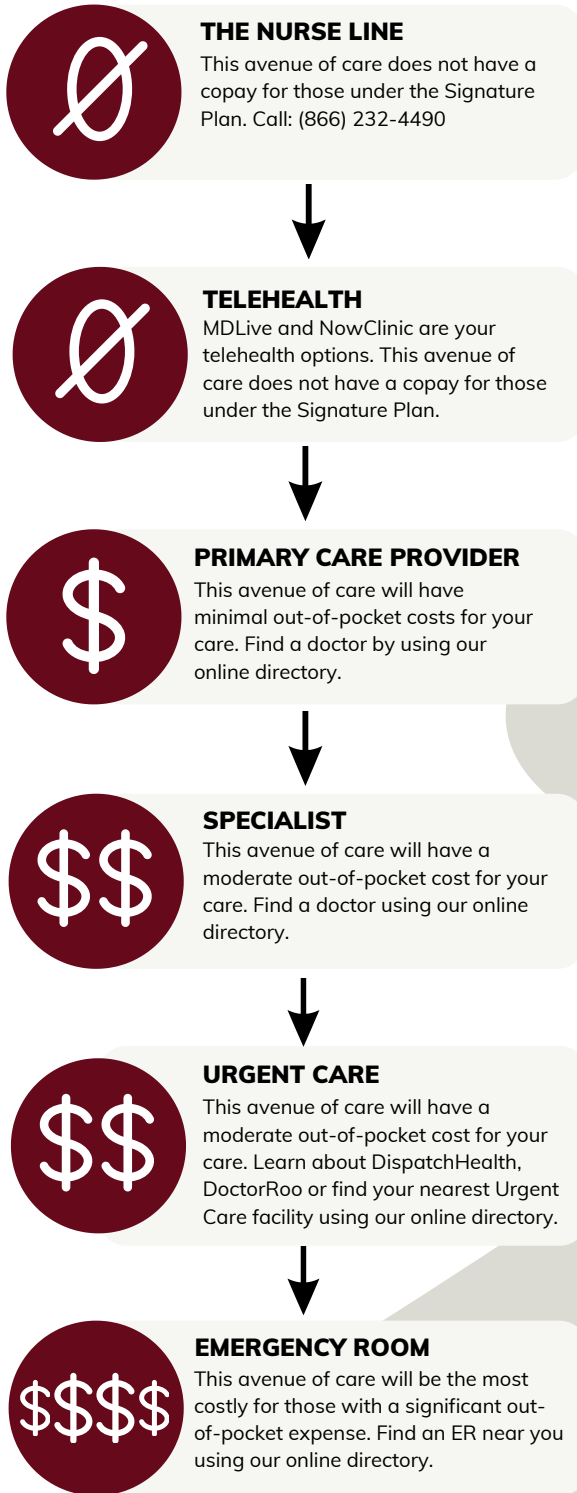 THE NURSE LINE
This avenue of care does not have a
copay for those under the Signature
Plan. Call: (866) 232-4490
TELEHEALTH
MDLive and NowClinic are your
telehealth options. This avenue of
care does not have a copay for those
under the Signature Plan.
$
PRIMARY CARE PROVIDER
This avenue of care will have
minimal out-of-pocket costs for your
care. Find a doctor by using our
online directory.
$$
SPECIALIST
This avenue of care will have a
moderate out-of-pocket cost for your
care. Find a doctor using our online
directory.
$$
URGENT CARE
This avenue of care will have a
moderate out-of-pocket cost for your
care. Learn about DispatchHealth,
DoctorRoo or find your nearest Urgent
Care facility using our online directory.
$$$$
EMERGENCY ROOM
This avenue of care will be the most
costly for those with a significant out-
of-pocket expense. Find an ER near you
using our online directory.